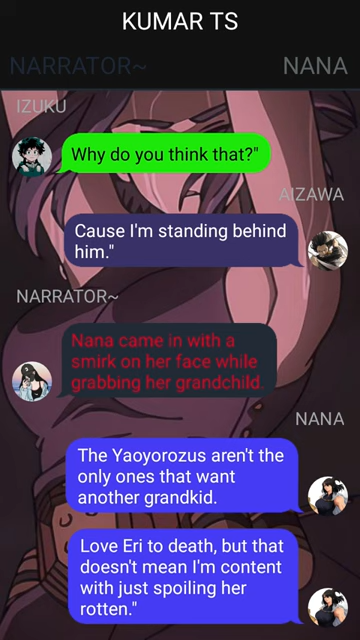 KUMAR TS
NARRATOR~
NANA
IZUKU
Why do you think that?"
AIZAWA
Cause I'm standing behind
him."
NARRATOR~
Nana came in with a
smirk on her face while
grabbing her grandchild.
NANA
The Yaoyorozus aren't the
only ones that want
another grandkid.
Love Eri to death, but that
doesn't mean I'm content
with just spoiling her
rotten."